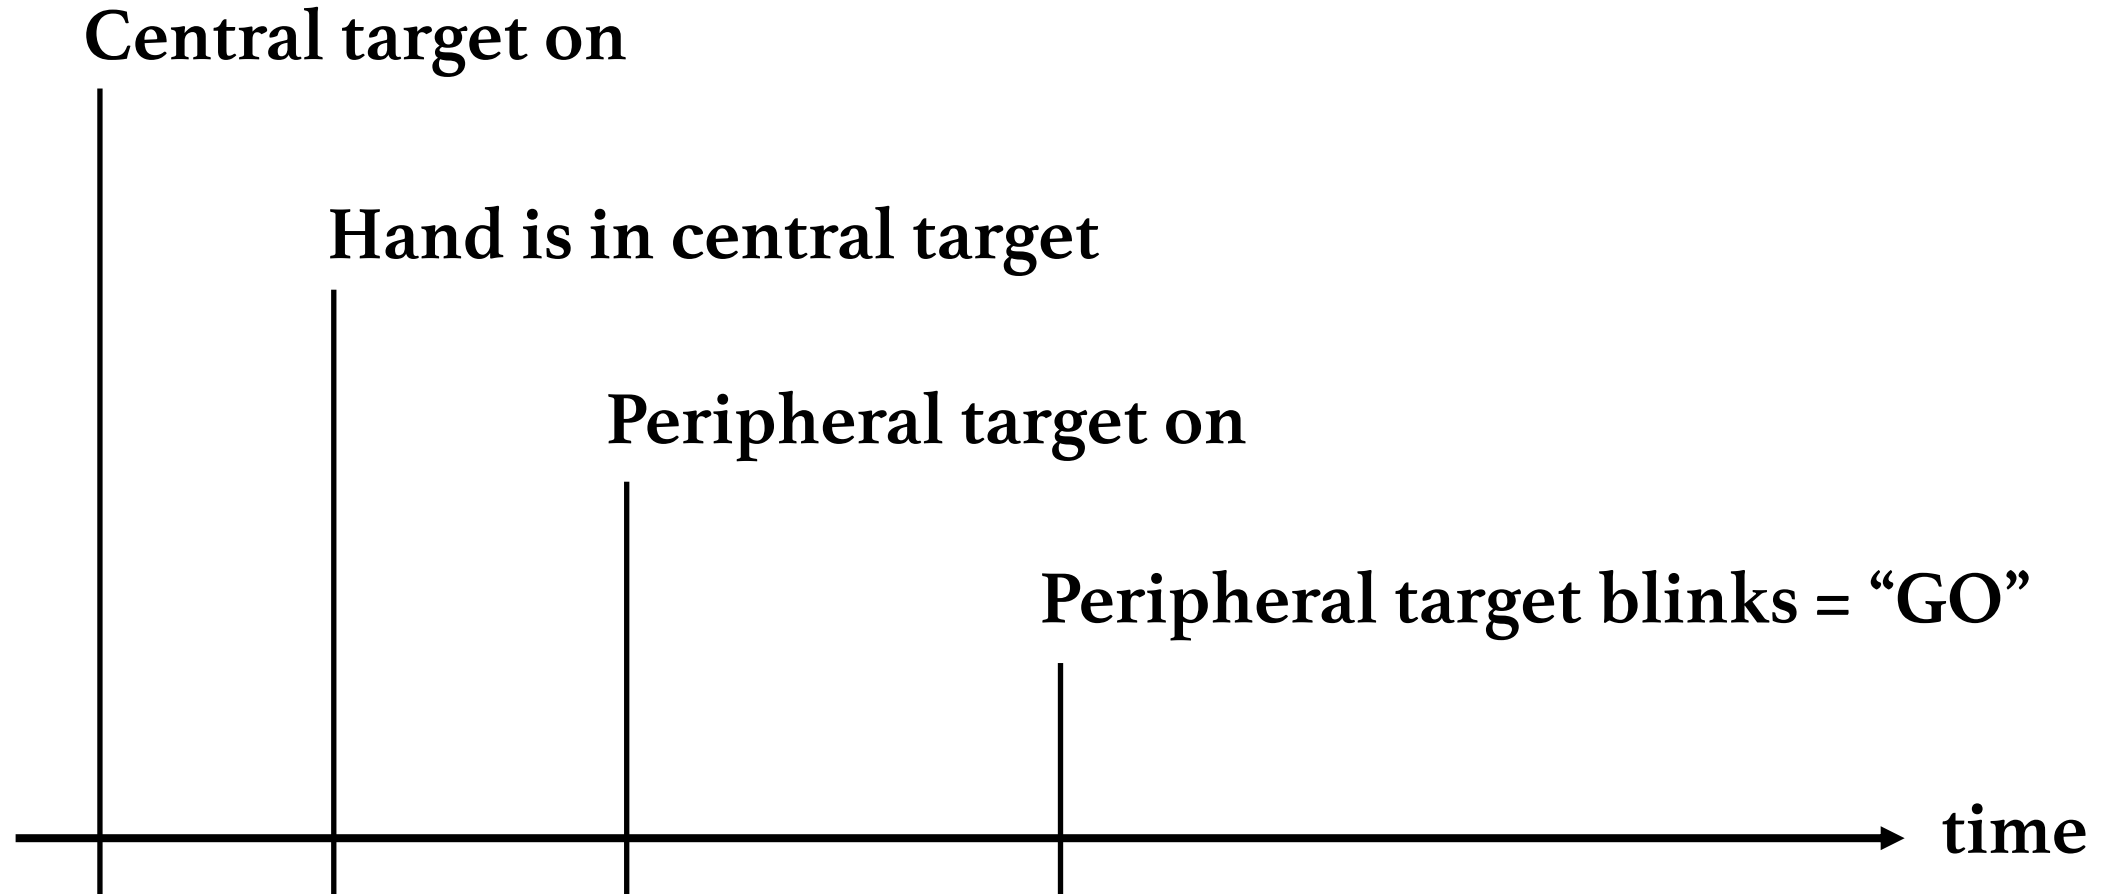 Central target on
Hand is in central target
Peripheral target on
Peripheral target blinks = “GO”
time